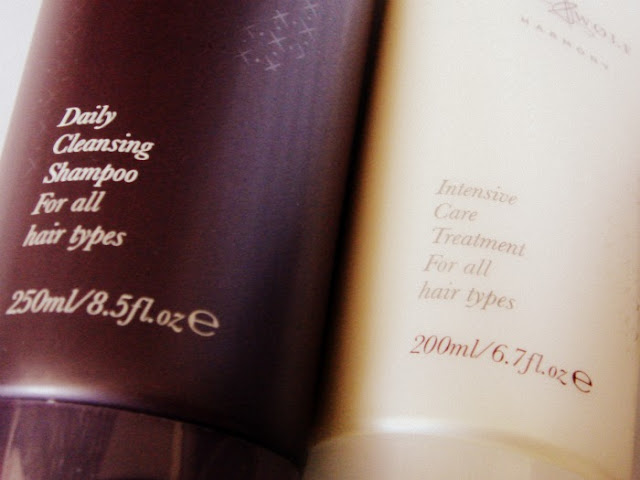 Daily
Cleansing
Shampoo
For all
hair types
250ml/8.5fl.oz℮
HARMONY
Intensive
Care
Treatment
For all
hair types
200ml/6.7fl.oz℮